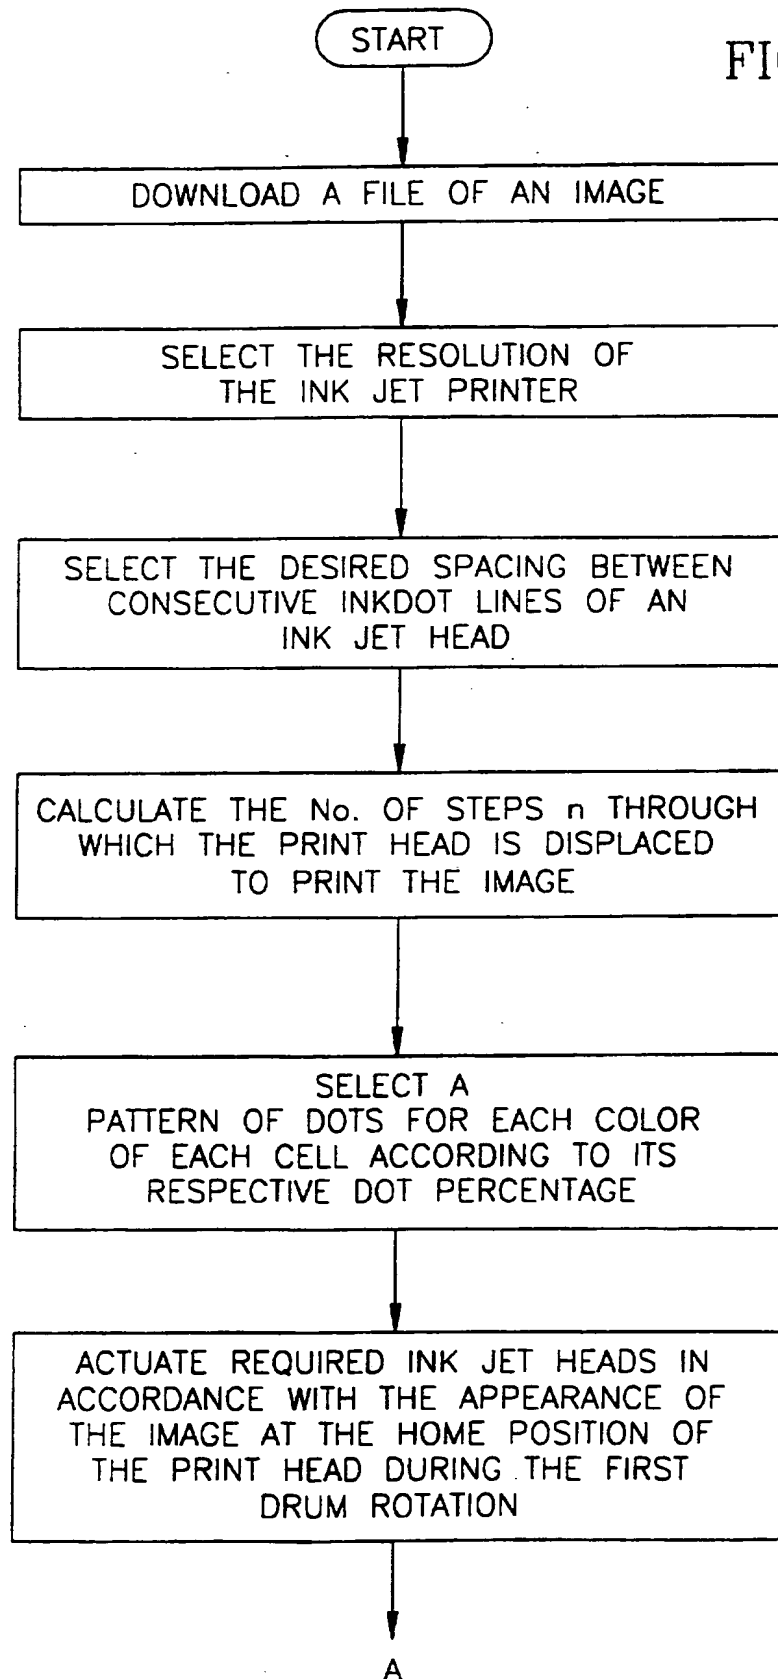 START
FIG
DOWNLOAD A FILE OF AN IMAGE
SELECT THE RESOLUTION OF
THE INK JET PRINTER
SELECT THE DESIRED SPACING BETWEEN
CONSECUTIVE INKDOT LINES OF AN
INK JET HEAD
CALCULATE THE No. OF STEPS n THROUGH
WHICH THE PRINT HEAD IS DISPLACED
TO PRINT THE IMAGE
SELECT A
PATTERN OF DOTS FOR EACH COLOR
OF EACH CELL ACCORDING TO ITS
RESPECTIVE DOT PERCENTAGE
ACTUATE REQUIRED INK JET HEADS IN
ACCORDANCE WITH THE APPEARANCE OF
THE IMAGE AT THE HOME POSITION OF
THE PRINT HEAD DURING THE FIRST
DRUM ROTATION
A